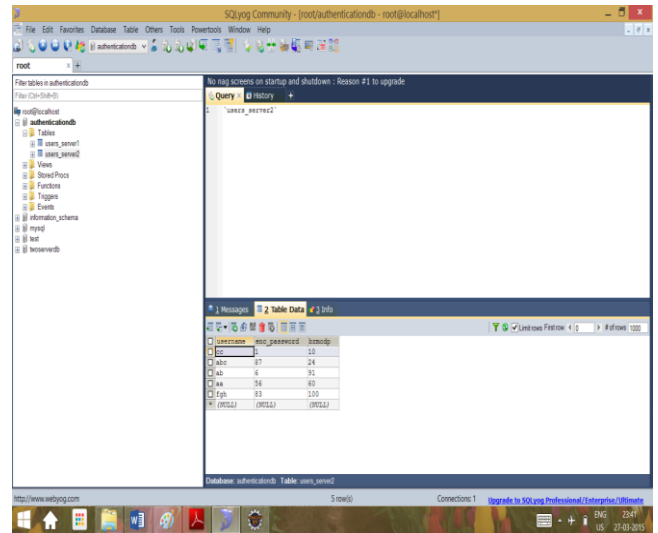 SQLyog Community - [root/authenticationdb - root@localhost*]
File Edit Favorites Database Table Others Tools Powertools Window Help
authenticationdb
root × +
Filter tables in authenticationdb
Filter (Ctrl+Shift+B)
root@localhost
authenticationdb
Tables
users_server1
users_server2
Views
Stored Procs
Functions
Triggers
Events
information_schema
mysql
test
twoserverdb
No nag screens on startup and shutdown : Reason #1 to upgrade
Query × History +
1 `users_server2`
1 Messages 2 Table Data 3 Info
Limit rows First row 0 # of rows 1000
username enc_password
cc 1 10
abc 87 24
ab 6 91
aa 56 60
fgh 83 100
* (NULL) (NULL) (NULL)
Database: authenticationdb Table: users_server2
http://www.webyog.com 5 row(s) Connections: 1 Upgrade to SQLyog Professional/Enterprise/Ultimate
ENG 23:41
US 27-03-2015